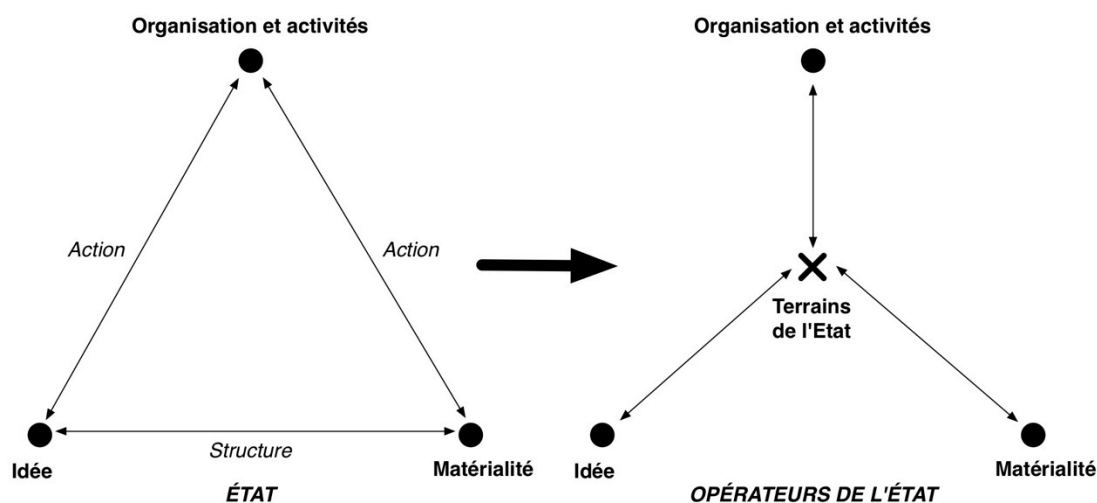 Organisation et activités
Action
Action
Idée
Structure
Matérialité
ÉTAT
Organisation et activités
Terrains
de l'Etat
Idée
Matérialité
OPÉRATEURS DE L'ÉTAT